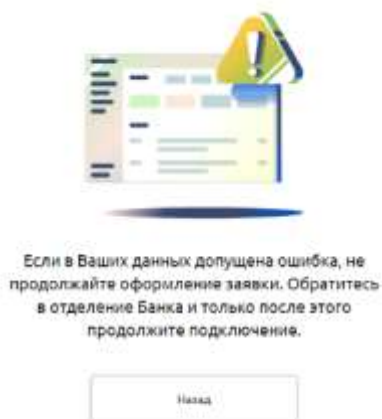 Если в Ваших данных допущена ошибка, не
продолжайте оформление заявки. Обратитесь
в отделение Банка и только после этого
продолжите подключение.
Назад